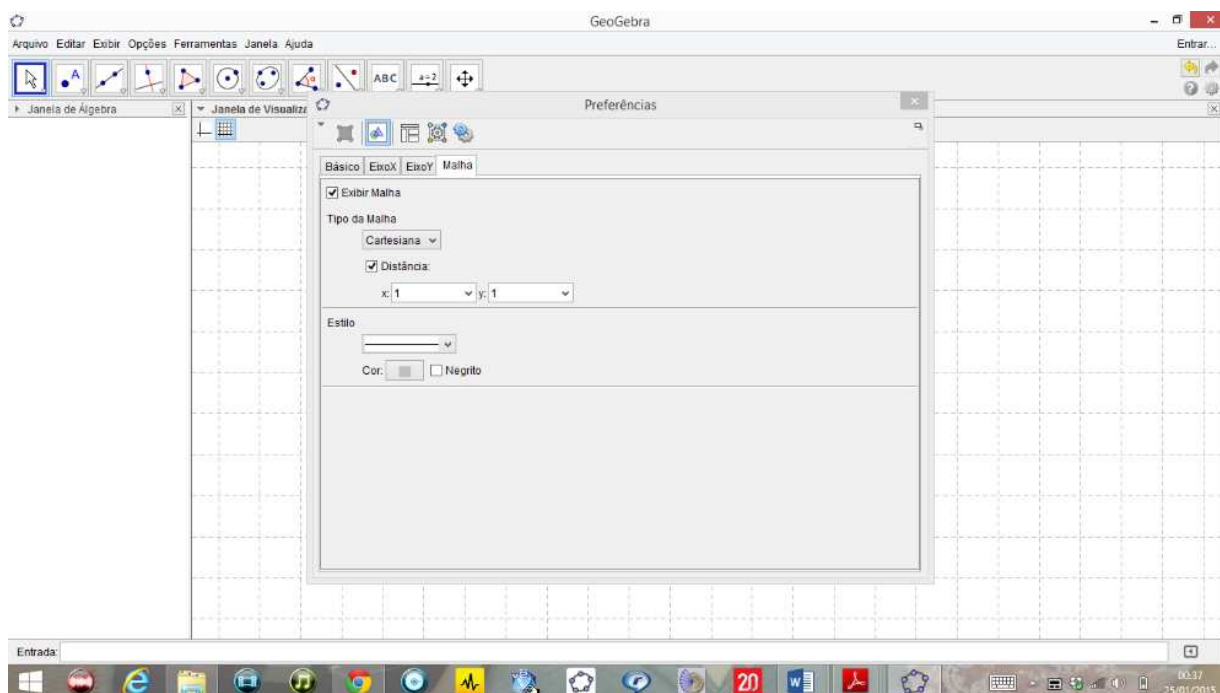 GeoGebra
Arquivo Editar Exibir Opções Ferramentas Janela Ajuda
Entrar...
A
ABC
a=2
Janela de Álgebra
Janela de Visualiza
Preferências
Básico EixoX EixoY Malha
Exibir Malha
Tipo da Malha
Cartesiana
Distância:
x: 1 y: 1
Estilo
Cor: Negrito
Entrada:
20
W
00:37
25/01/2015